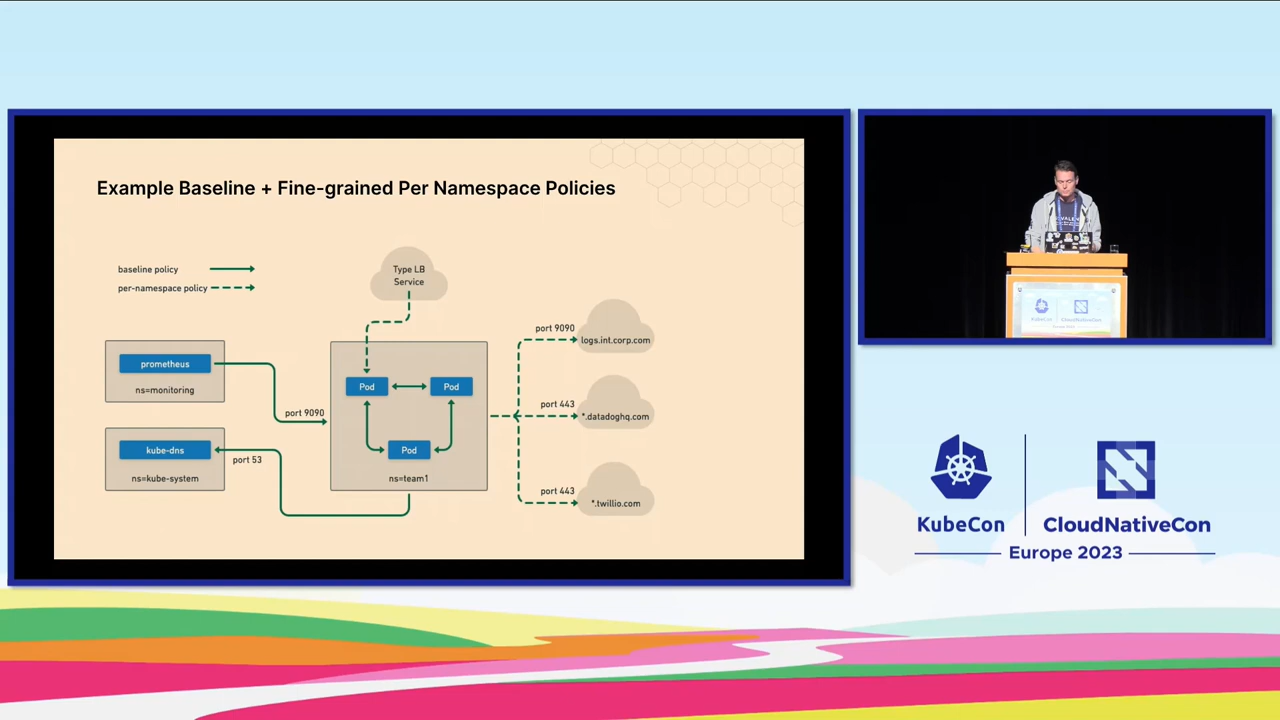 Example Baseline + Fine-grained Per Namespace Policies
baseline policy
per-namespace policy
Type LB
Service
prometheus
ns=monitoring
port 9090
kube-dns
ns=kube-system
port 53
Pod
Pod
Pod
ns=team1
port 9090
logs.int.corp.com
port 443
*.datadoghq.com
port 443
*.twillio.com
KubeCon
CloudNativeCon
Europe 2023